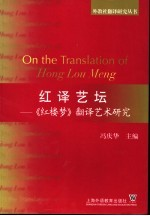 外教社翻译研究丛书
On the Translation of
Hong Lou Meng
红译艺坛
——《红楼梦》翻译艺术研究
冯庆华 主编
上海外语教育出版社